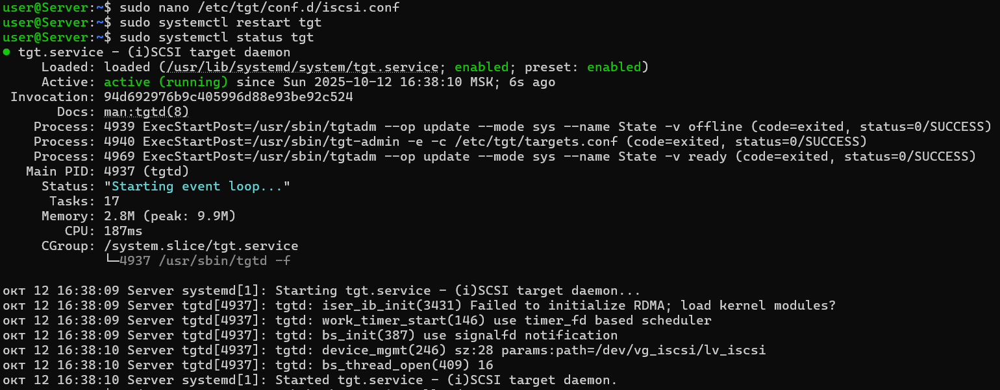 user@Server:~$ sudo nano /etc/tgt/conf.d/iscsi.conf
user@Server:~$ sudo systemctl restart tgt
user@Server:~$ sudo systemctl status tgt
● tgt.service - (i)SCSI target daemon
Loaded: loaded (/usr/lib/systemd/system/tgt.service; enabled; preset: enabled)
Active: active (running) since Sun 2025-10-12 16:38:10 MSK; 6s ago
Invocation: 94d692976b9c405996d88e93be92c524
Docs: man:tgtd(8)
Process: 4939 ExecStartPost=/usr/sbin/tgtadm --op update --mode sys --name State -v offline (code=exited, status=0/SUCCESS)
Process: 4940 ExecStartPost=/usr/sbin/tgt-admin -e -c /etc/tgt/targets.conf (code=exited, status=0/SUCCESS)
Process: 4969 ExecStartPost=/usr/sbin/tgtadm --op update --mode sys --name State -v ready (code=exited, status=0/SUCCESS)
Main PID: 4937 (tgtd)
Status: "Starting event loop..."
Tasks: 17
Memory: 2.8M (peak: 9.9M)
CPU: 187ms
CGroup: /system.slice/tgt.service
└─4937 /usr/sbin/tgtd -f
окт 12 16:38:09 Server systemd[1]: Starting tgt.service - (i)SCSI target daemon...
окт 12 16:38:09 Server tgtd[4937]: tgtd: iser_ib_init(3431) Failed to initialize RDMA; load kernel modules?
окт 12 16:38:09 Server tgtd[4937]: tgtd: work_timer_start(146) use timer_fd based scheduler
окт 12 16:38:09 Server tgtd[4937]: tgtd: bs_init(387) use signalfd notification
окт 12 16:38:10 Server tgtd[4937]: tgtd: device_mgmt(246) sz:28 params:path=/dev/vg_iscsi/lv_iscsi
окт 12 16:38:10 Server tgtd[4937]: tgtd: bs_thread_open(409) 16
окт 12 16:38:10 Server systemd[1]: Started tgt.service - (i)SCSI target daemon.